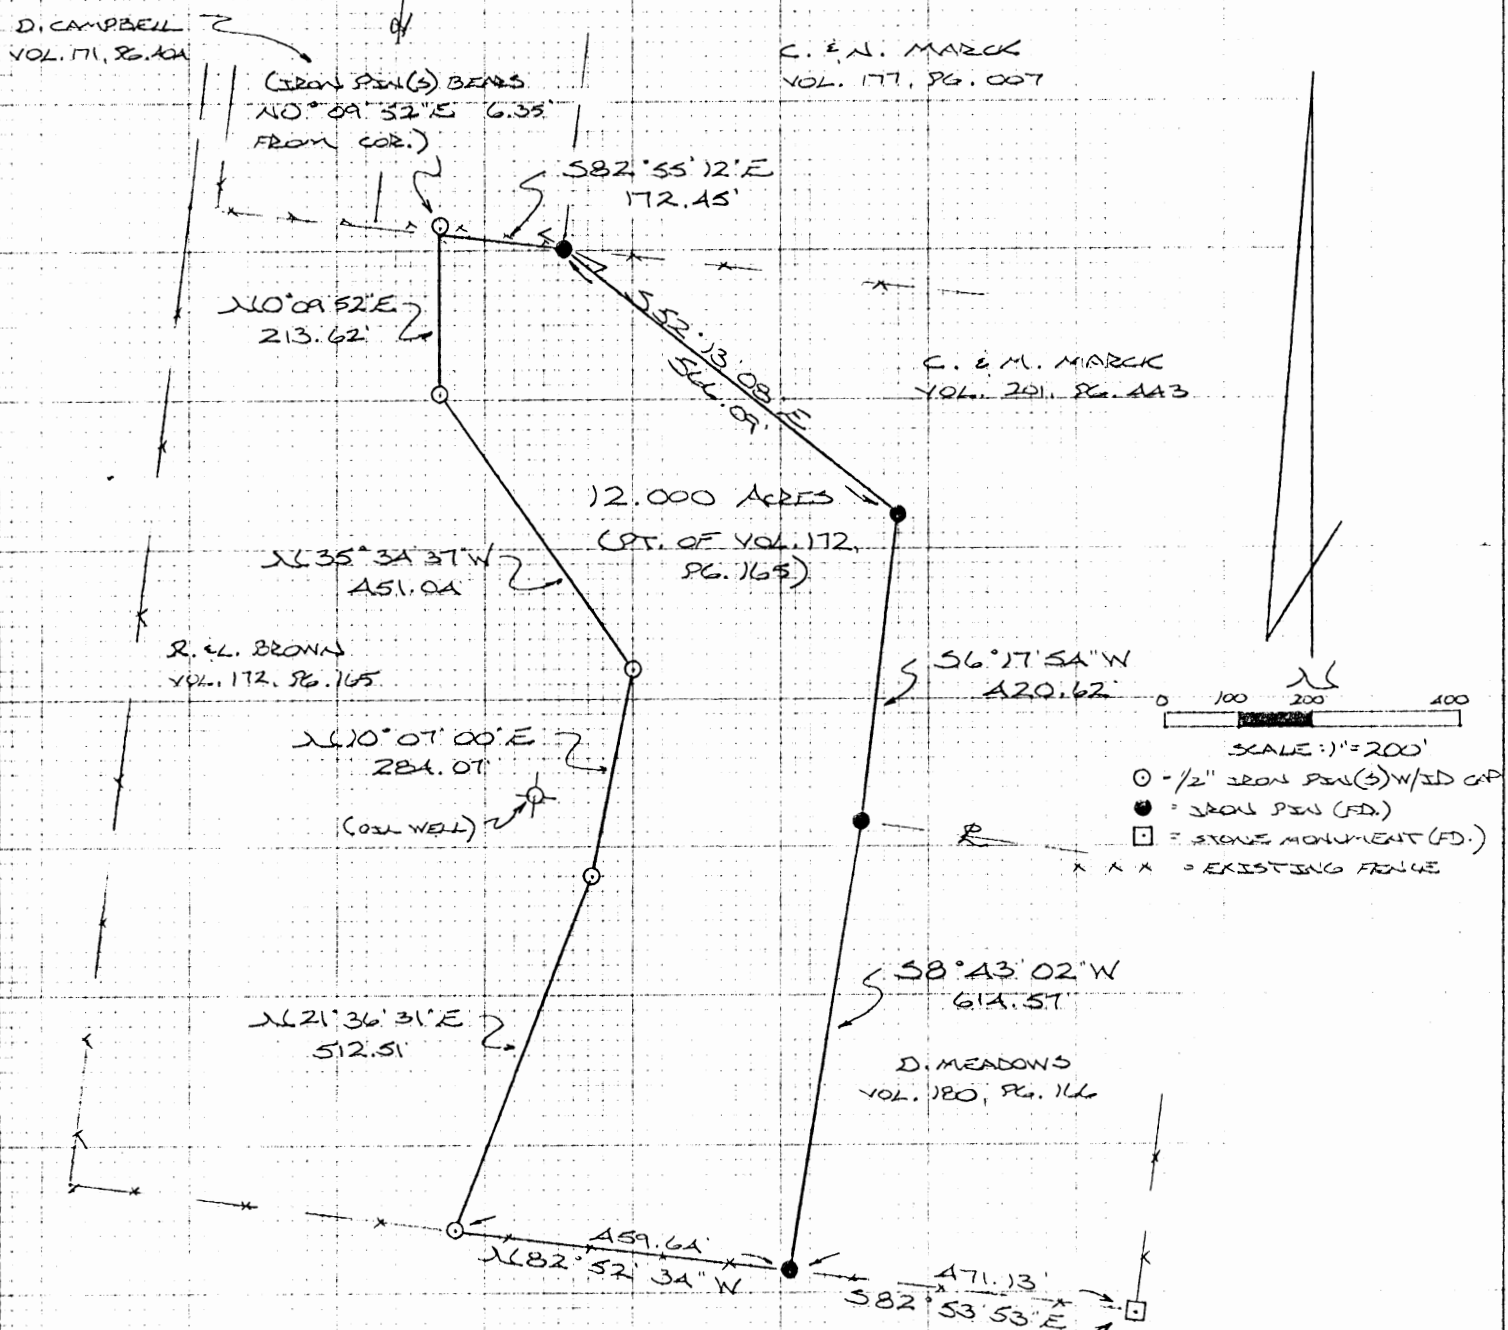 D. CAMPBELL
VOL. 171, PG. 404
C. & N. MARCK
VOL. 177, PG. 007
(IRON PIN(S) BEARS
N0°09'52"E 6.35'
FROM COR.)
S82°55'12"E
172.45'
N0°09'52"E
213.62'
S52°13'08"E
566.09'
C. & M. MARCK
VOL. 201, PG. 443
12.000 ACRES
(PT. OF VOL. 172,
PG. 165)
N35°34'37"W
451.04
R. & L. BROWN
VOL. 172, PG. 165
S6°17'54"W
420.62'
N
0 100 200 400
SCALE: 1"=200'
N10°07'00"E
284.07'
(OIL WELL)
⊙ - 1/2" IRON PIN(S) W/ID CAP
● = IRON PIN (FD.)
⊡ = STONE MONUMENT (FD.)
x x x = EXISTING FENCE
S8°43'02"W
614.57'
N21°36'31"E
512.51'
D. MEADOWS
VOL. 180, PG. 166
459.64'
N82°52'34"W
471.13'
S82°53'53"E